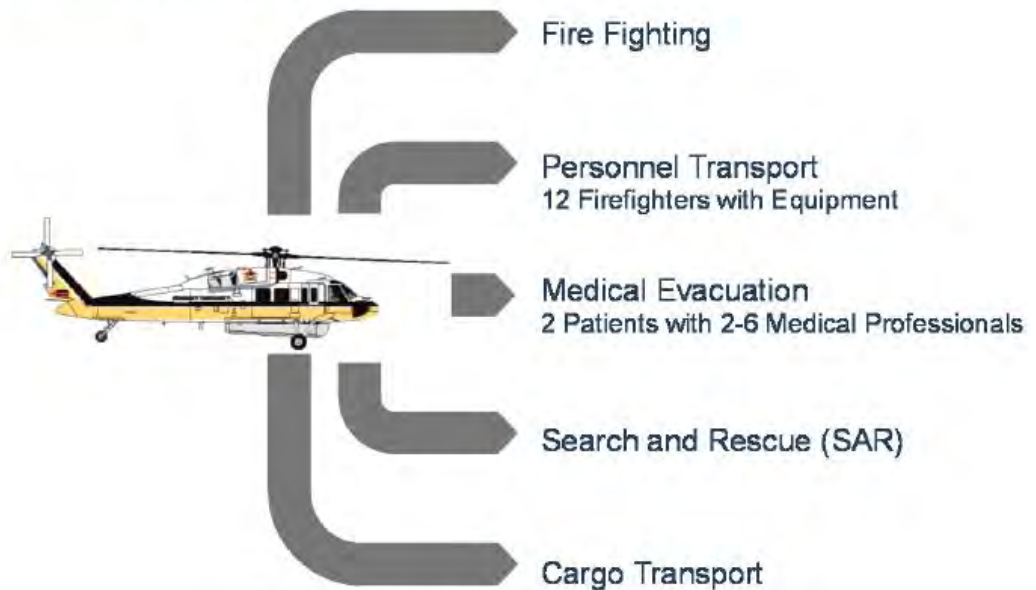 Fire Fighting
Personnel Transport
12 Firefighters with Equipment
Medical Evacuation
2 Patients with 2-6 Medical Professionals
Search and Rescue (SAR)
Cargo Transport